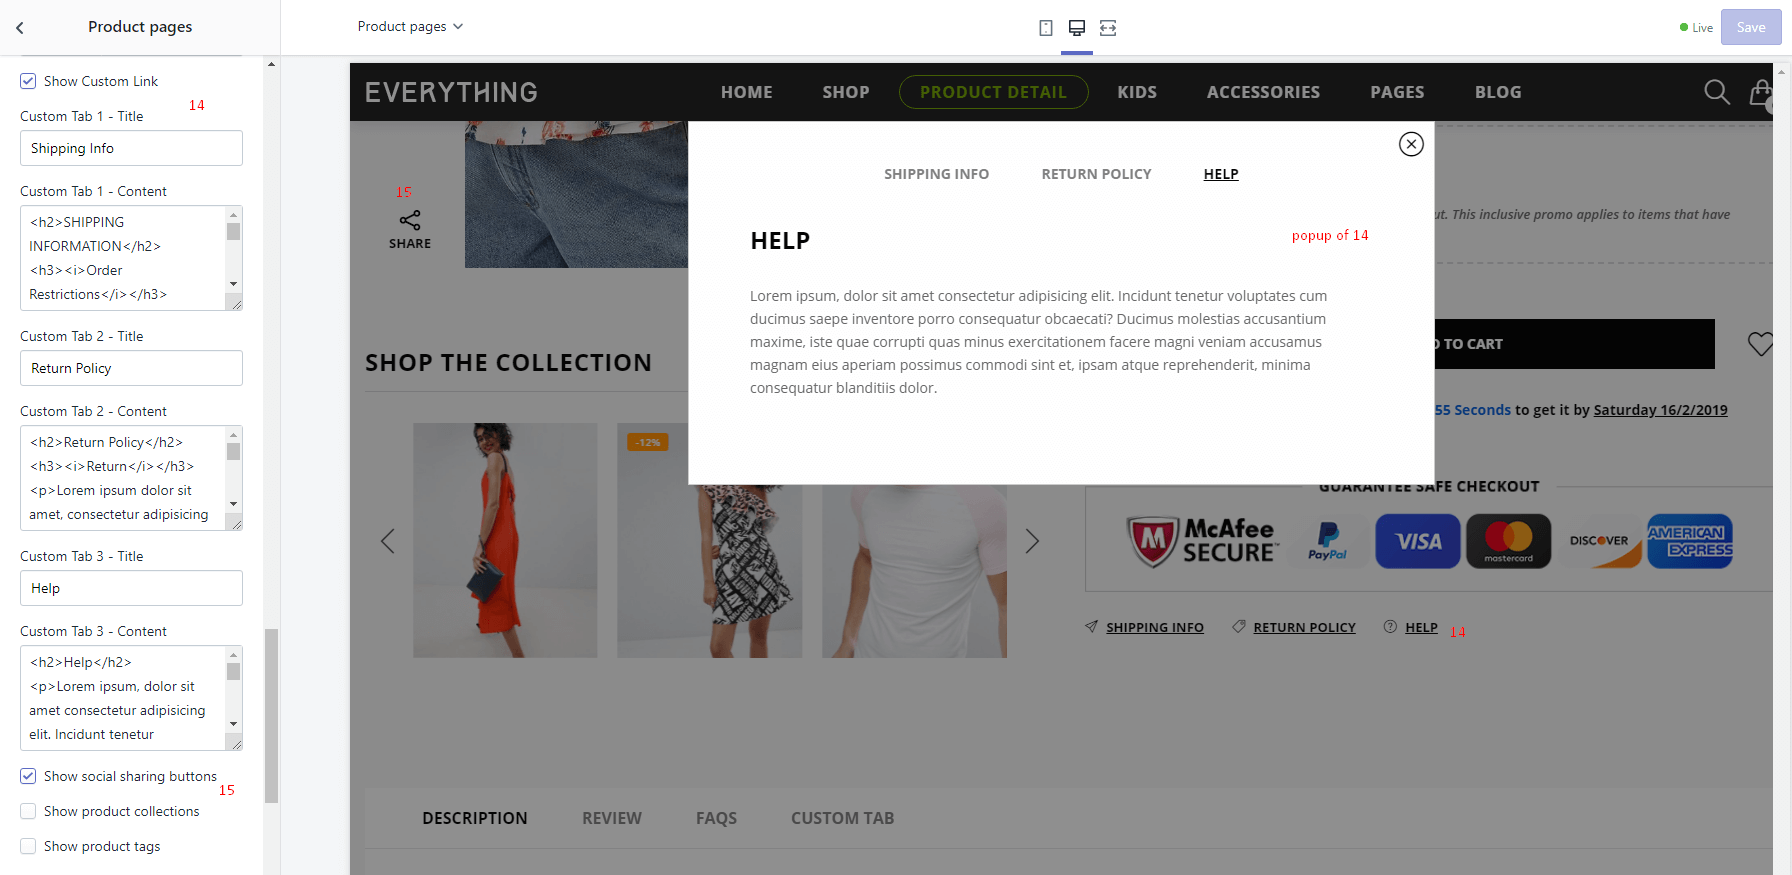 Product pages
Product pages
Live
Save
Show Custom Link
14
Custom Tab 1 - Title
Shipping Info
Custom Tab 1 - Content
<h2>SHIPPING
INFORMATION</h2>
<h3><i>Order
Restrictions</i></h3>
Custom Tab 2 - Title
Return Policy
Custom Tab 2 - Content
<h2>Return Policy</h2>
<h3><i>Return</i></h3>
<p>Lorem ipsum dolor sit
amet, consectetur adipisicing
Custom Tab 3 - Title
Help
Custom Tab 3 - Content
<h2>Help</h2>
<p>Lorem ipsum, dolor sit
amet consectetur adipisicing
elit. Incidunt tenetur
Show social sharing buttons
15
Show product collections
Show product tags
EVERYTHING
HOME SHOP PRODUCT DETAIL KIDS ACCESSORIES PAGES BLOG
15
SHARE
SHIPPING INFO RETURN POLICY HELP
HELP
popup of 14
Lorem ipsum, dolor sit amet consectetur adipisicing elit. Incidunt tenetur voluptates cum
ducimus saepe inventore porro consequatur obcaecati? Ducimus molestias accusantium
maxime, iste quae corrupti quas minus exercitationem facere magni veniam accusamus
magnam eius aperiam possimus commodi sint et, ipsam atque reprehenderit, minima
consequatur blanditiis dolor.
ut. This inclusive promo applies to items that have
TO CART
55 Seconds to get it by Saturday 16/2/2019
SHOP THE COLLECTION
-12%
GUARANTEE SAFE CHECKOUT
McAfee
SECURE™
PayPal
VISA
mastercard
DISCOVER
AMERICAN
EXPRESS
SHIPPING INFO RETURN POLICY HELP 14
DESCRIPTION REVIEW FAQS CUSTOM TAB